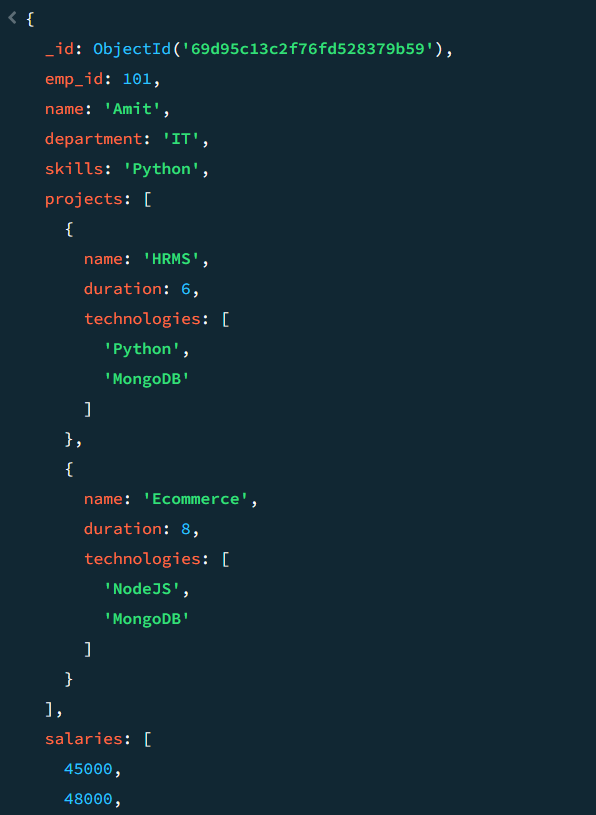 {
_id: ObjectId('69d95c13c2f76fd528379b59'),
emp_id: 101,
name: 'Amit',
department: 'IT',
skills: 'Python',
projects: [
{
name: 'HRMS',
duration: 6,
technologies: [
'Python',
'MongoDB'
]
},
{
name: 'Ecommerce',
duration: 8,
technologies: [
'NodeJS',
'MongoDB'
]
}
],
salaries: [
45000,
48000,